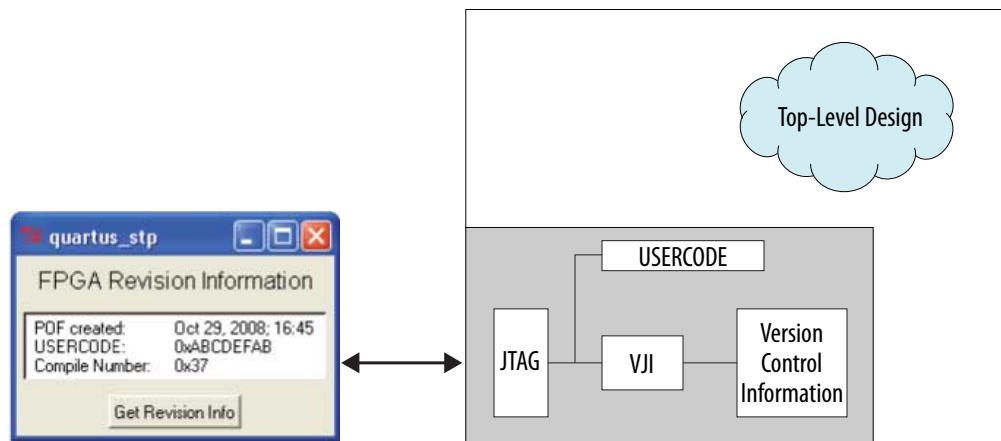 Top-Level Design
quartus_stp
FPGA Revision Information
POF created: Oct 29, 2008; 16:45
USERCODE: 0xABCDEFAB
Compile Number: 0x37
Get Revision Info
USERCODE
JTAG
VJI
Version
Control
Information